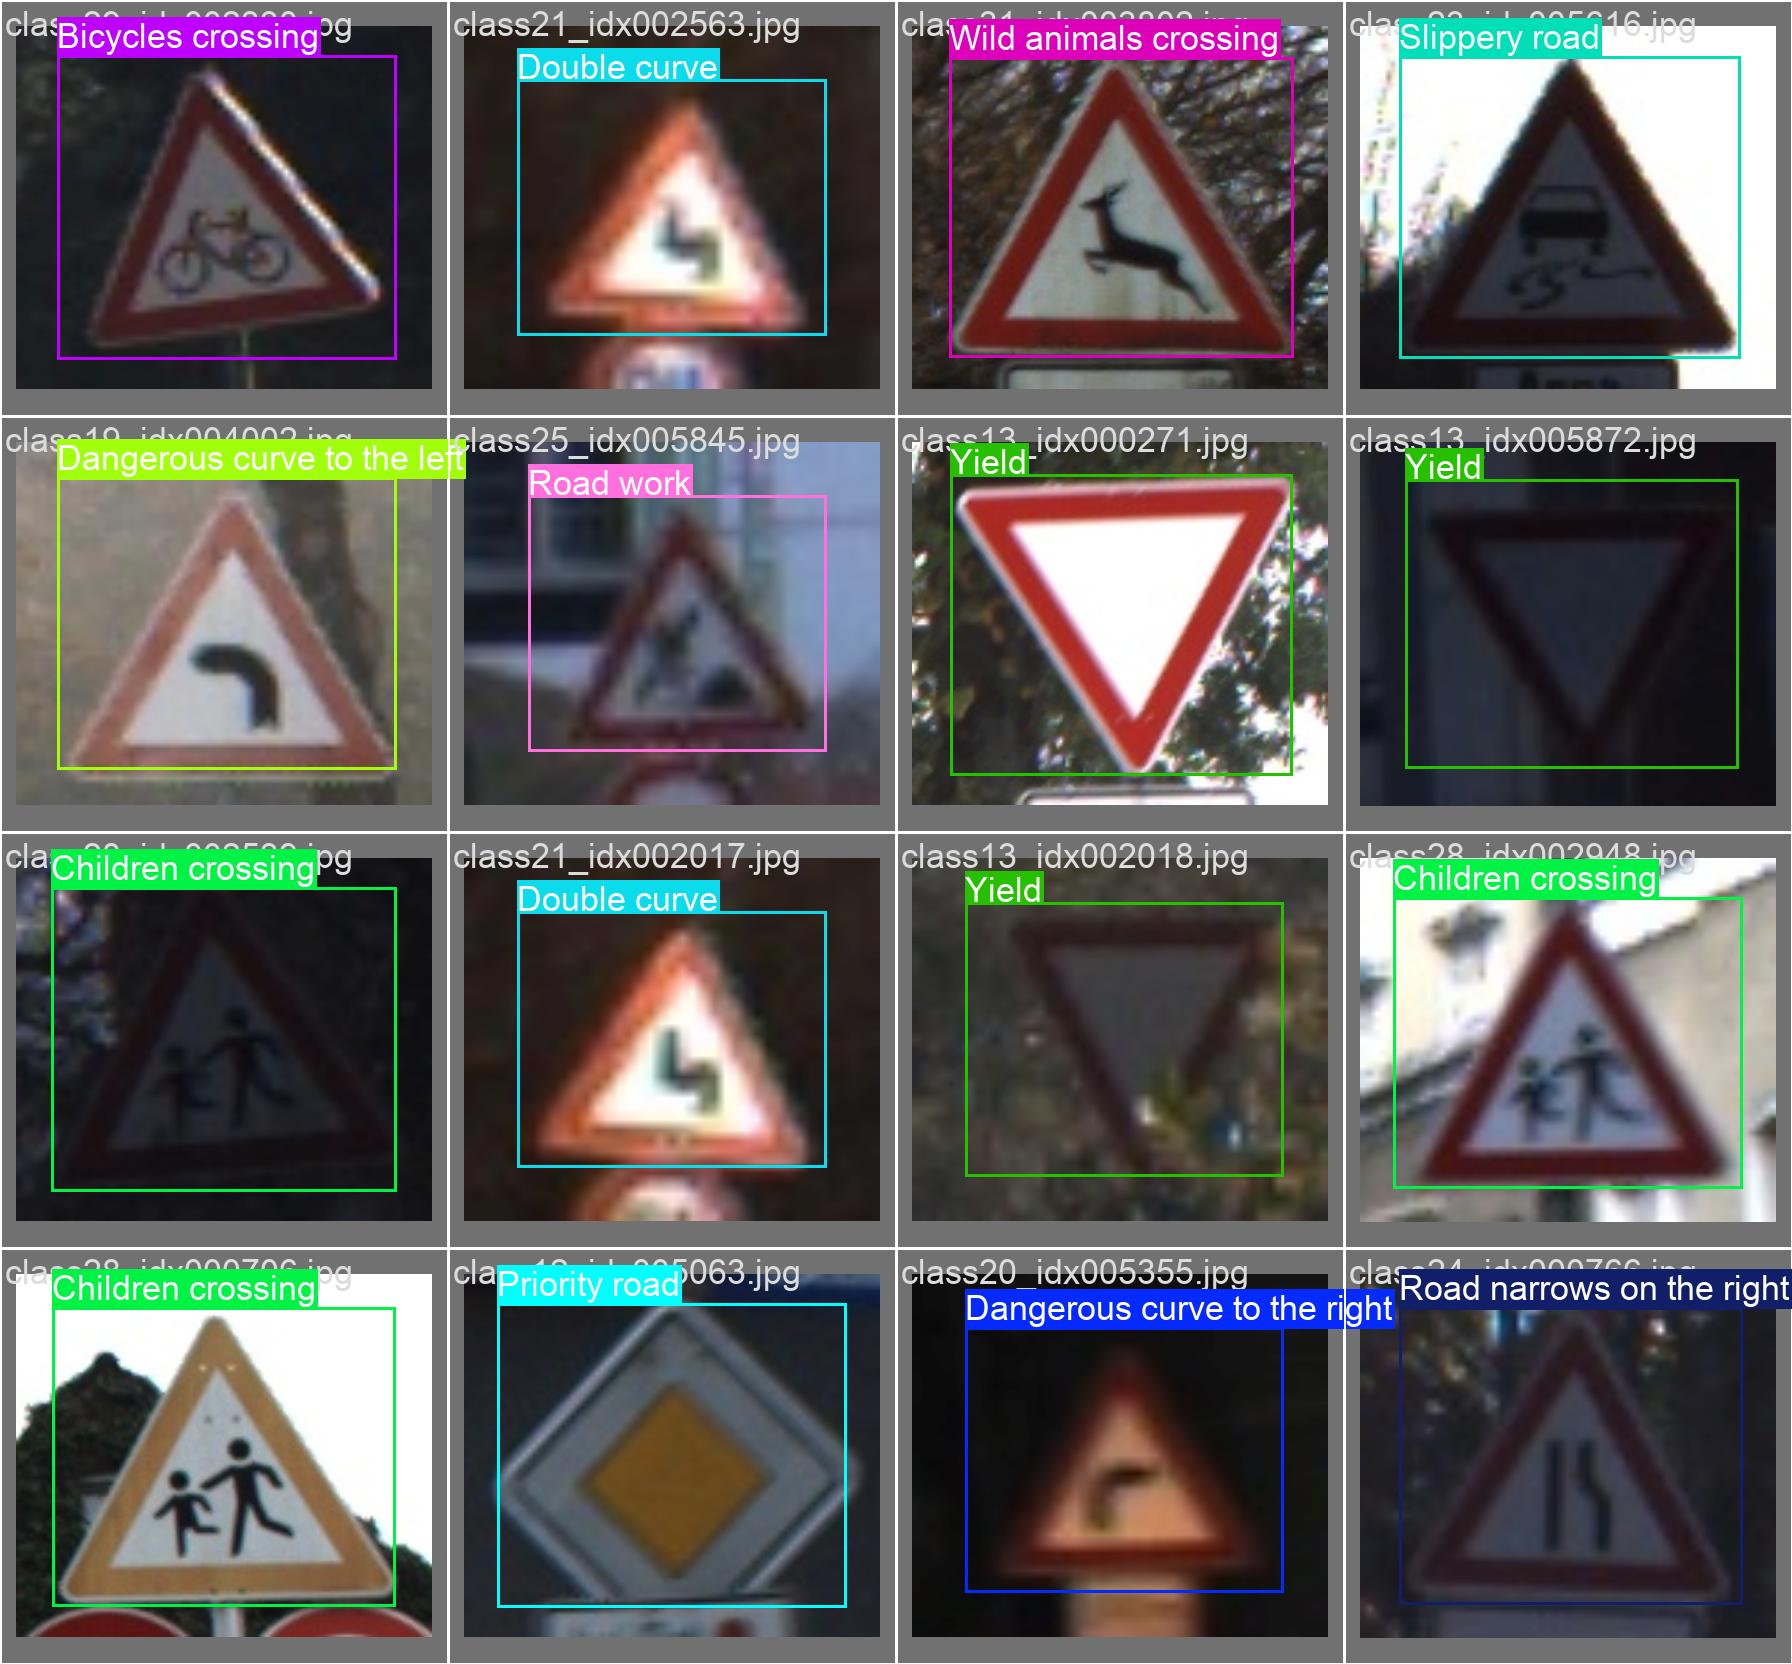 Bicycles crossing
class21_idx002563.jpg
Double curve
Wild animals crossing
Slippery road
Dangerous curve to the left
class25_idx005845.jpg
Road work
class13_idx000271.jpg
Yield
class13_idx005872.jpg
Yield
Children crossing
class21_idx002017.jpg
Double curve
class13_idx002018.jpg
Yield
class28_idx002948.jpg
Children crossing
Children crossing
Priority road
class20_idx005355.jpg
Dangerous curve to the right
Road narrows on the right